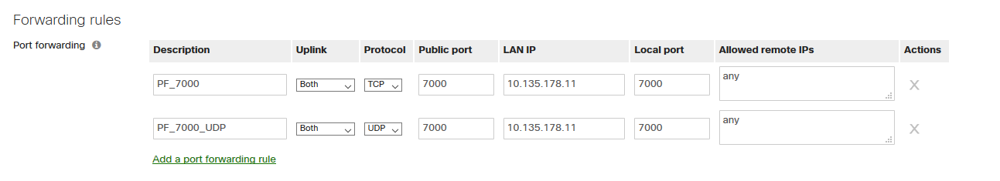 Forwarding rules
Port forwarding
Description Uplink Protocol Public port LAN IP Local port Allowed remote IPs Actions
PF_7000 Both TCP 7000 10.135.178.11 7000 any X
PF_7000_UDP Both UDP 7000 10.135.178.11 7000 any X
Add a port forwarding rule